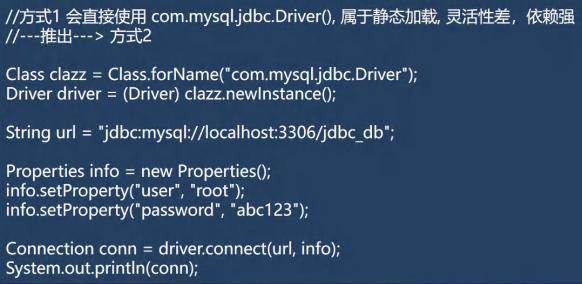 //方式1 会直接使用 com.mysql.jdbc.Driver(), 属于静态加载, 灵活性差，依赖强
//---推出---> 方式2
Class clazz = Class.forName("com.mysql.jdbc.Driver");
Driver driver = (Driver) clazz.newInstance();
String url = "jdbc:mysql://localhost:3306/jdbc_db";
Properties info = new Properties();
info.setProperty("user", "root");
info.setProperty("password", "abc123");
Connection conn = driver.connect(url, info);
System.out.println(conn);